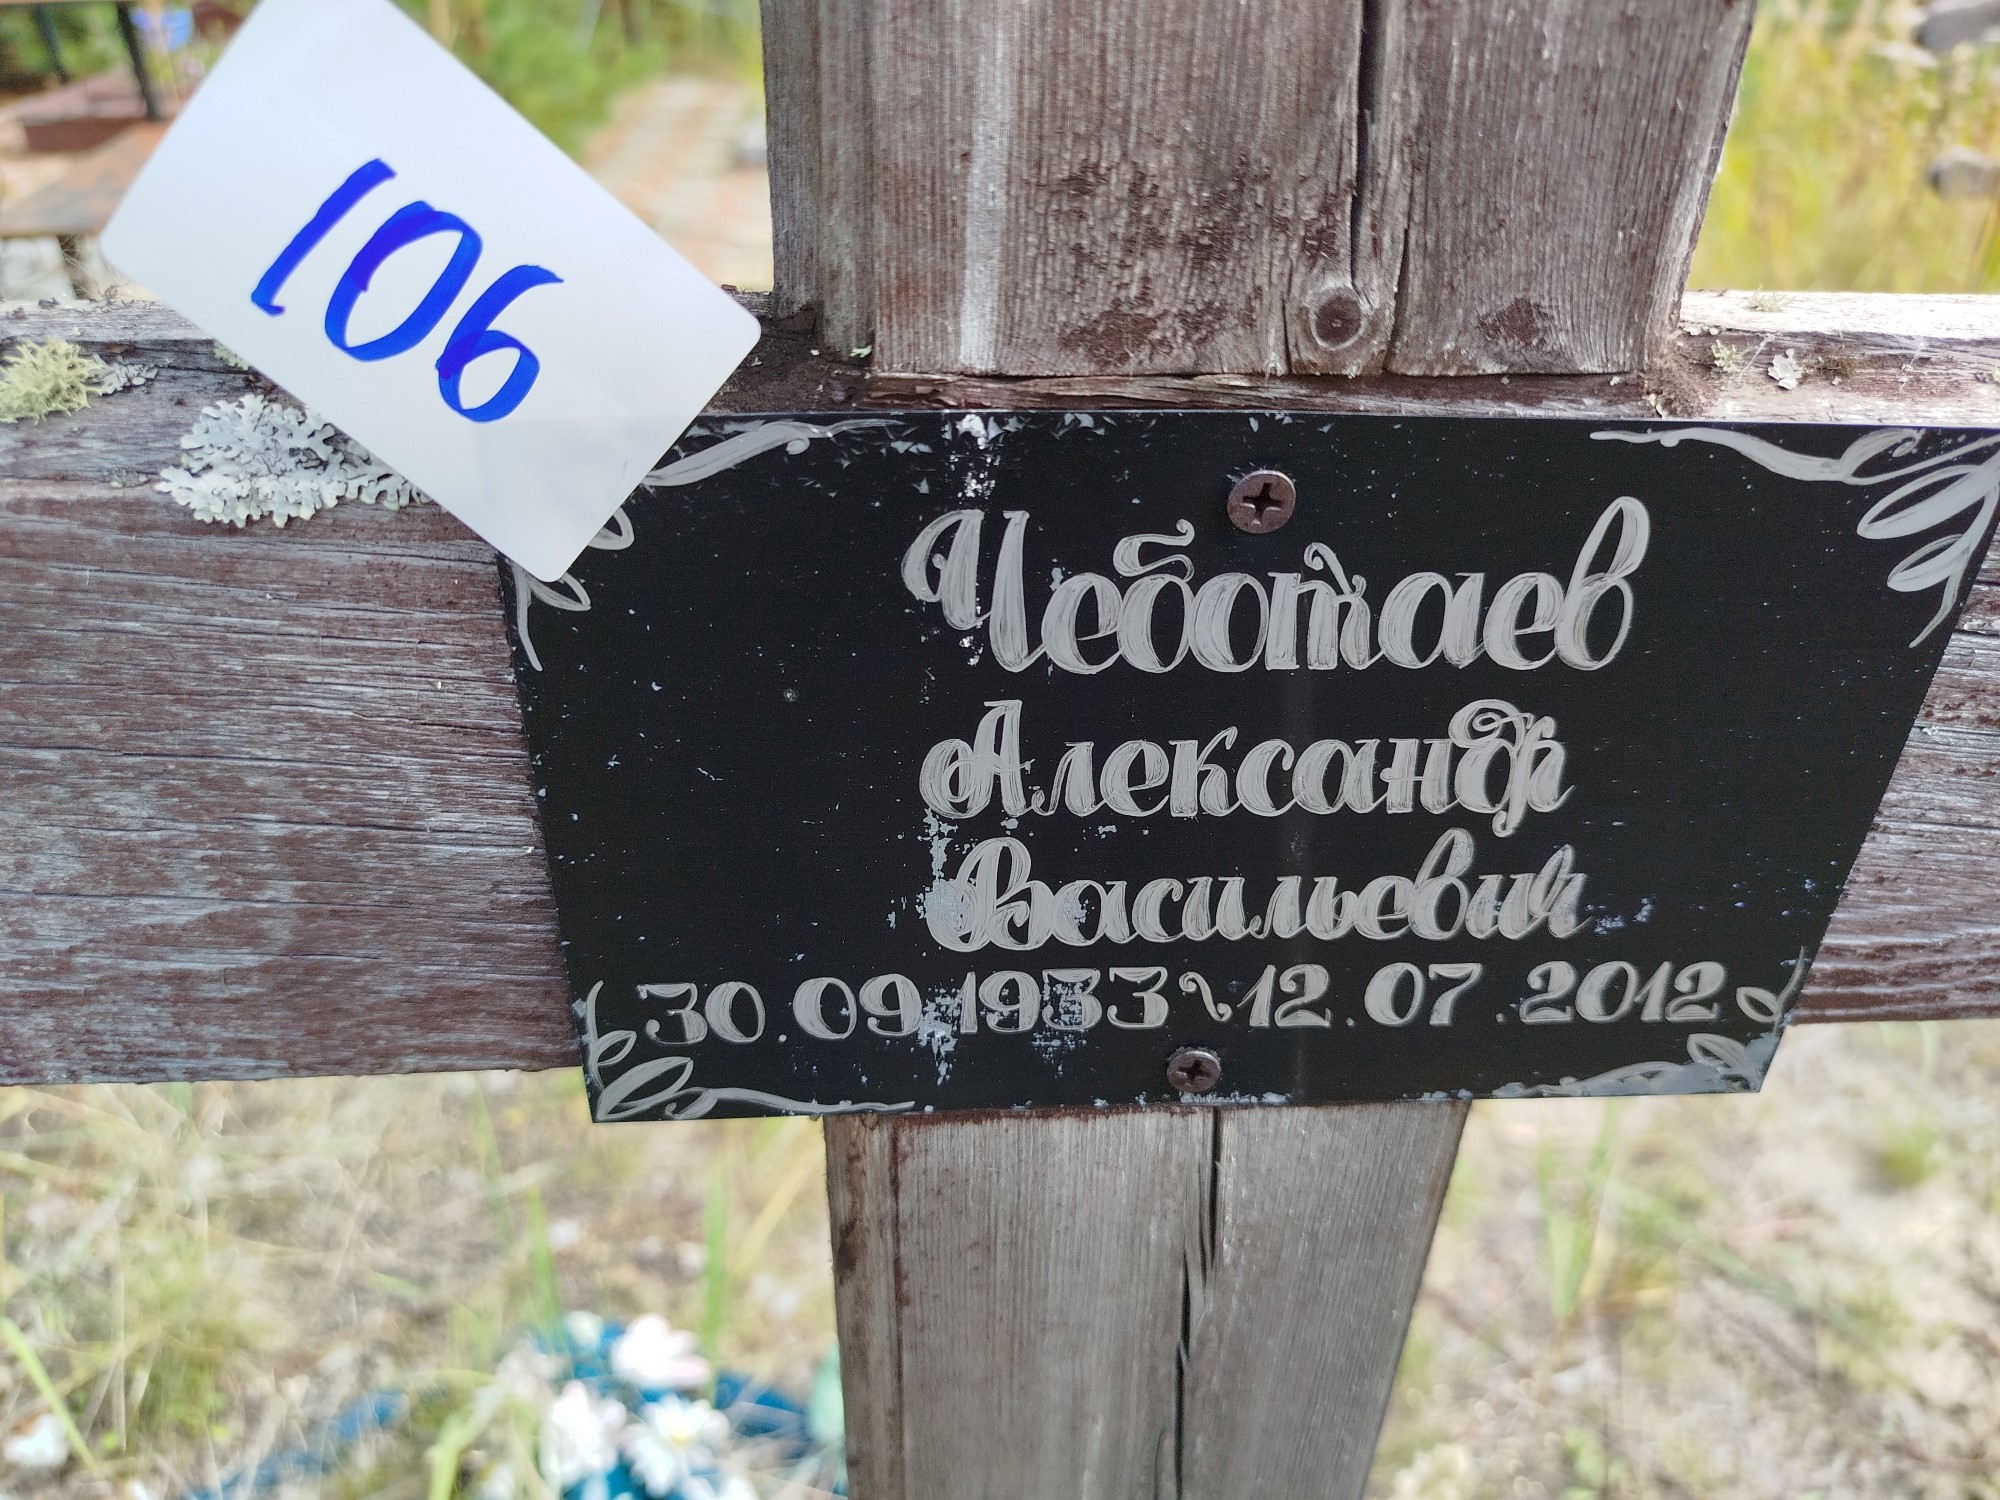 106
Чеботаев
Александр
Васильевич
30.09.1933~12.07.2012